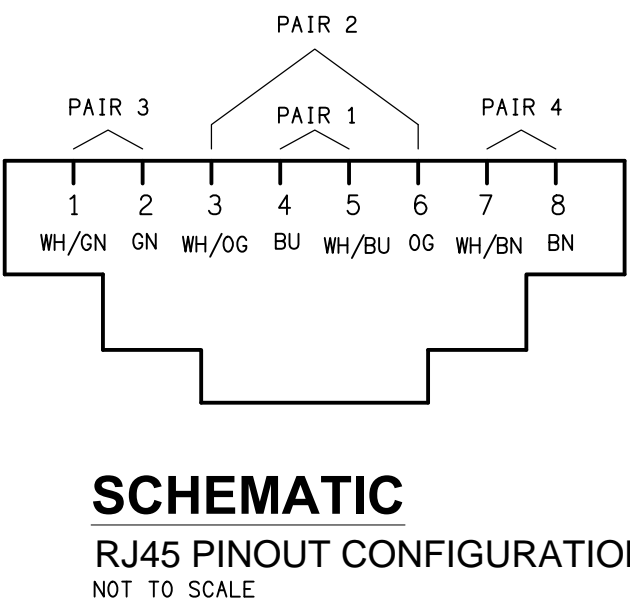 PAIR 2
PAIR 3 PAIR 1 PAIR 4
1 2 3 4 5 6 7 8
WH/GN GN WH/OG BU WH/BU OG WH/BN BN
SCHEMATIC
RJ45 PINOUT CONFIGURATION
NOT TO SCALE